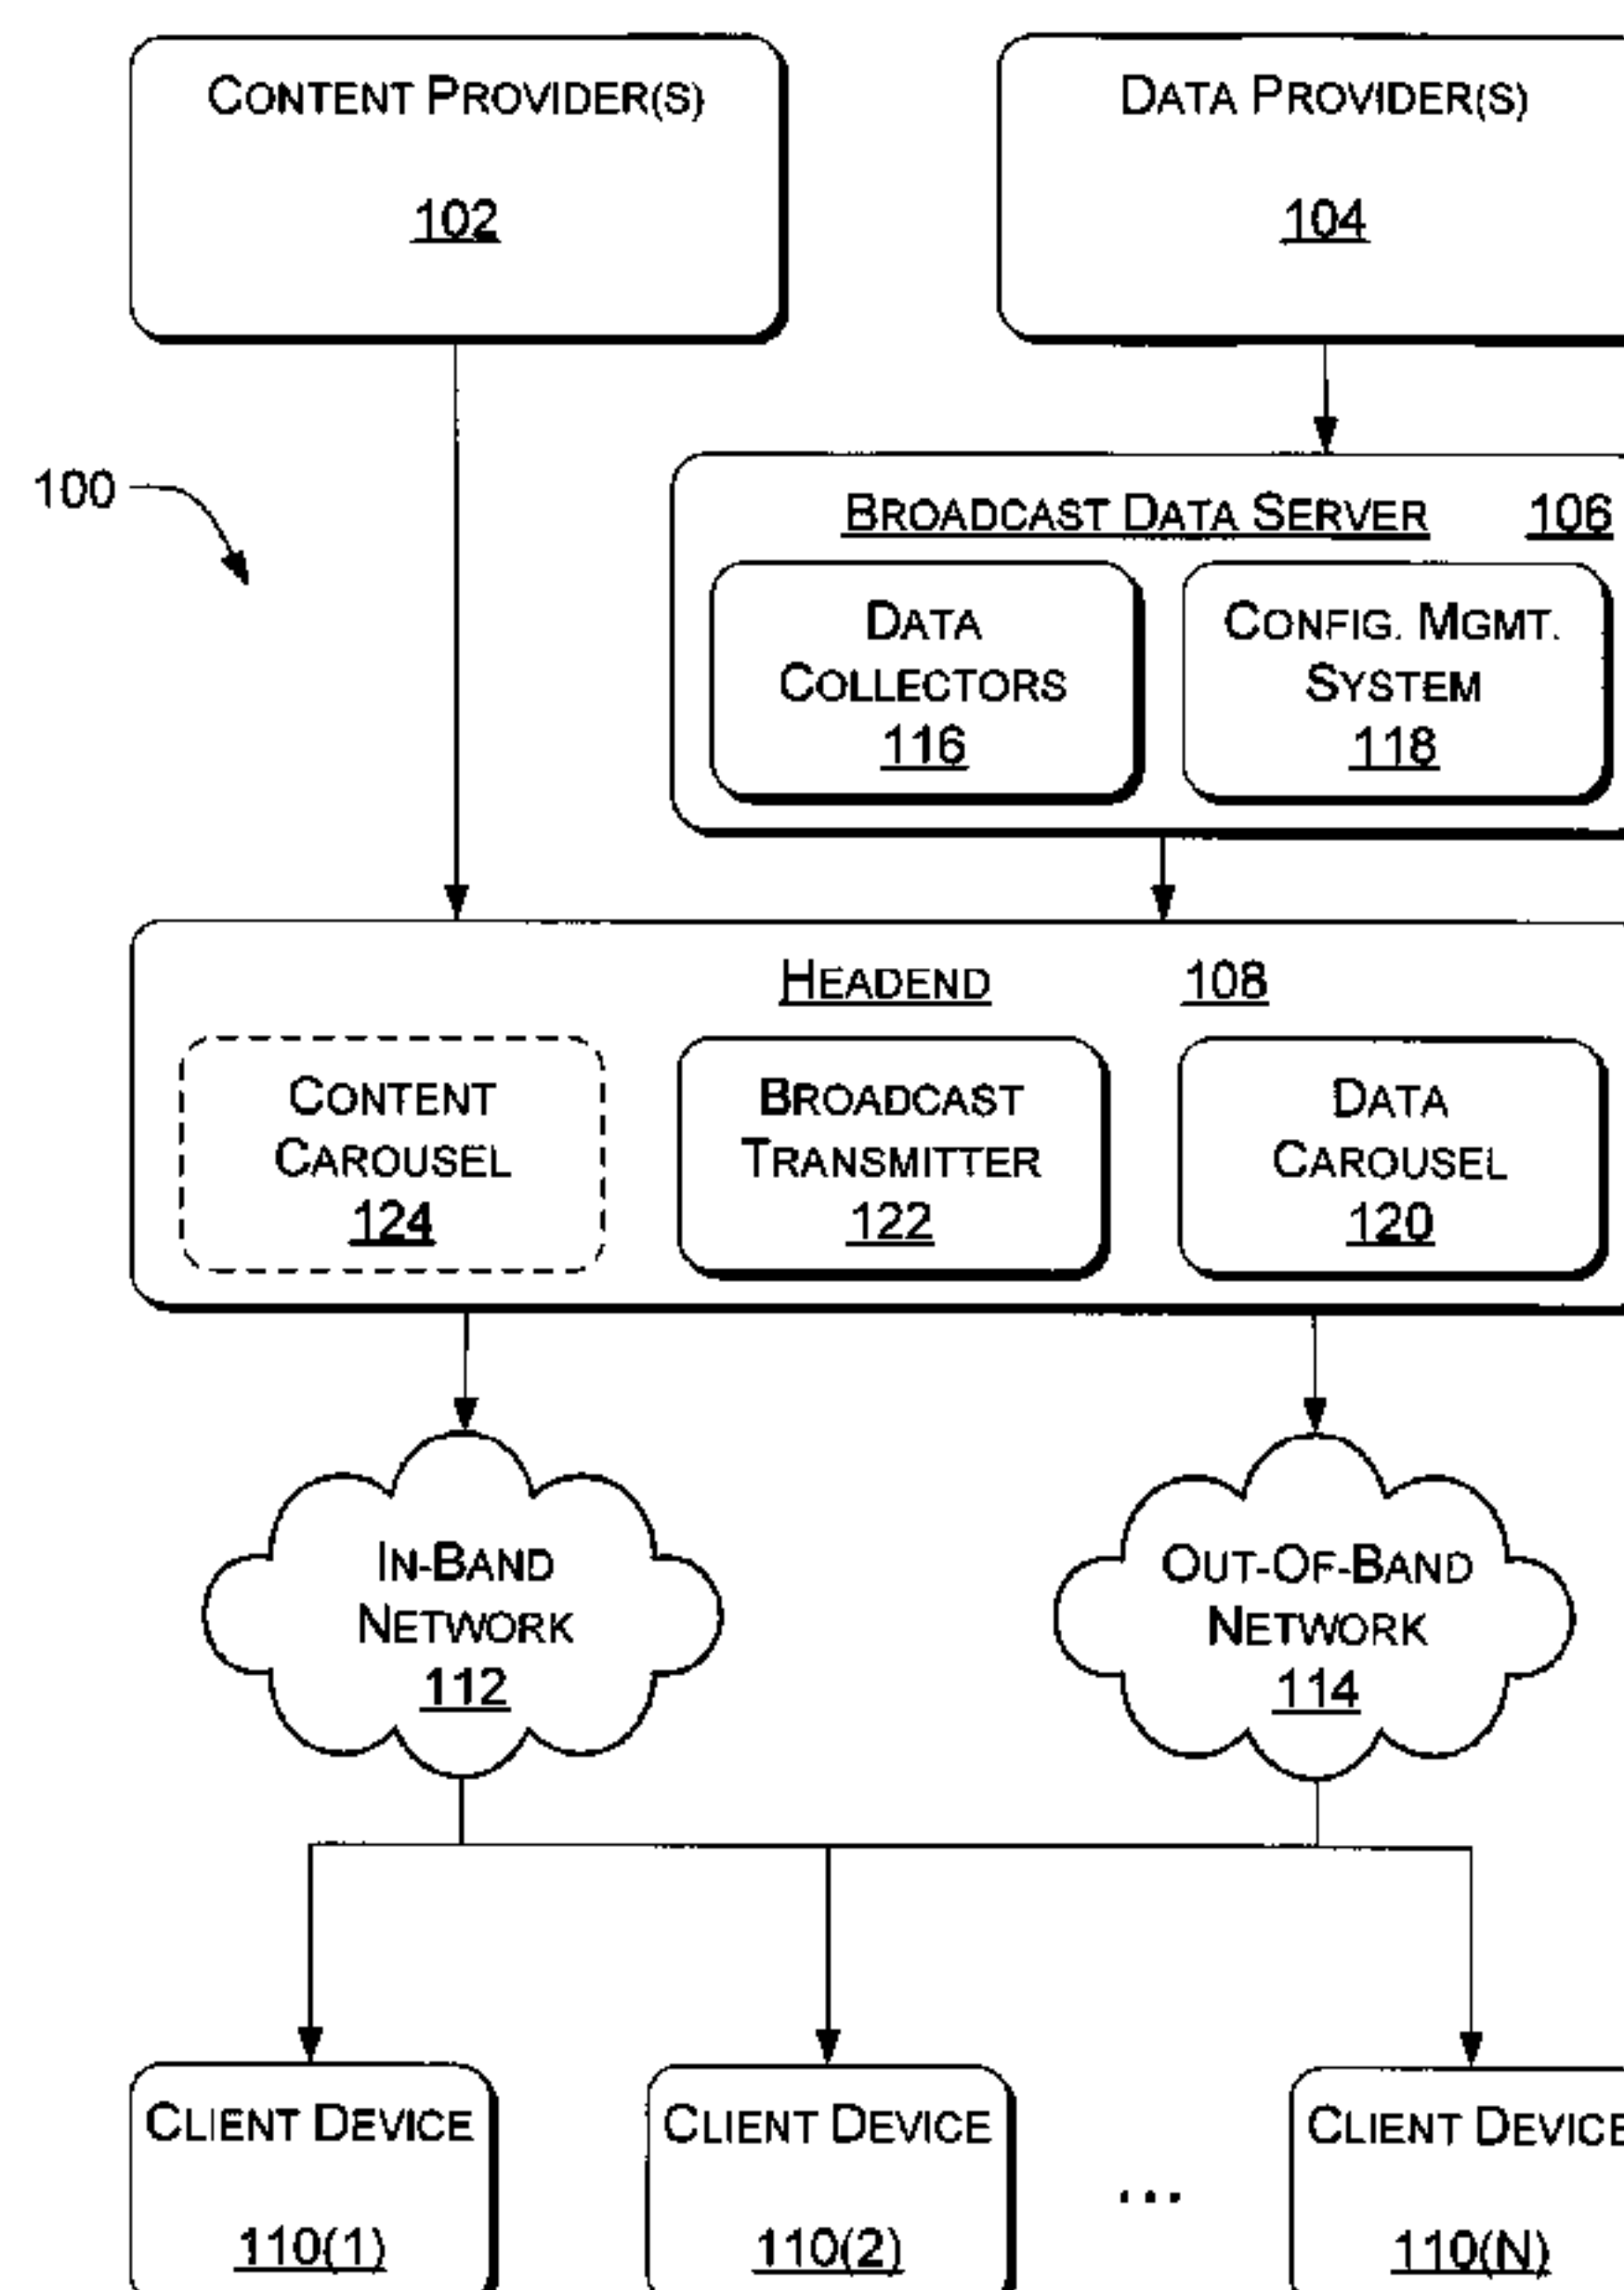 CONTENT PROVIDER(S)
102
DATA PROVIDER(S)
104
100
BROADCAST DATA SERVER 106
DATA
COLLECTORS
116
CONFIG. MGMT.
SYSTEM
118
HEADEND 108
CONTENT
CAROUSEL
124
BROADCAST
TRANSMITTER
122
DATA
CAROUSEL
120
IN-BAND
NETWORK
112
OUT-OF-BAND
NETWORK
114
CLIENT DEVICE
110(1)
CLIENT DEVICE
110(2)
...
CLIENT DEVICE
110(N)